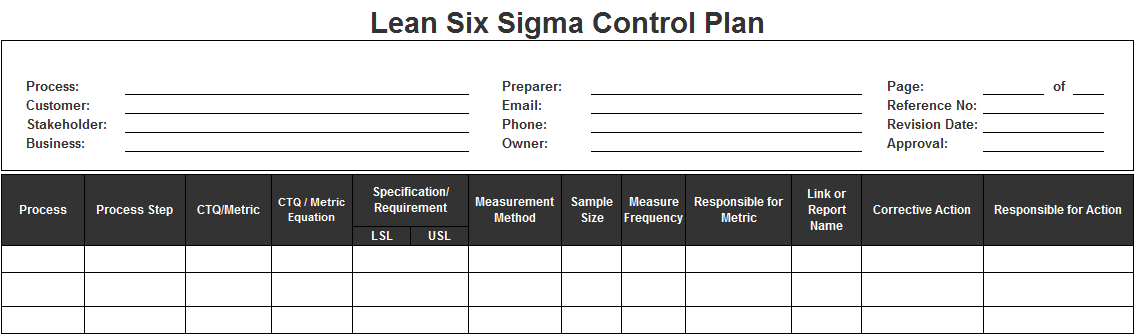 Lean Six Sigma Control Plan
Process: Preparer: Page: of
Customer: Email: Reference No:
Stakeholder: Phone: Revision Date:
Business: Owner: Approval:
Process
Process Step
CTQ/Metric
CTQ / Metric
Equation
Specification/
Requirement
LSL USL
Measurement
Method
Sample
Size
Measure
Frequency
Responsible for
Metric
Link or
Report
Name
Corrective Action
Responsible for Action